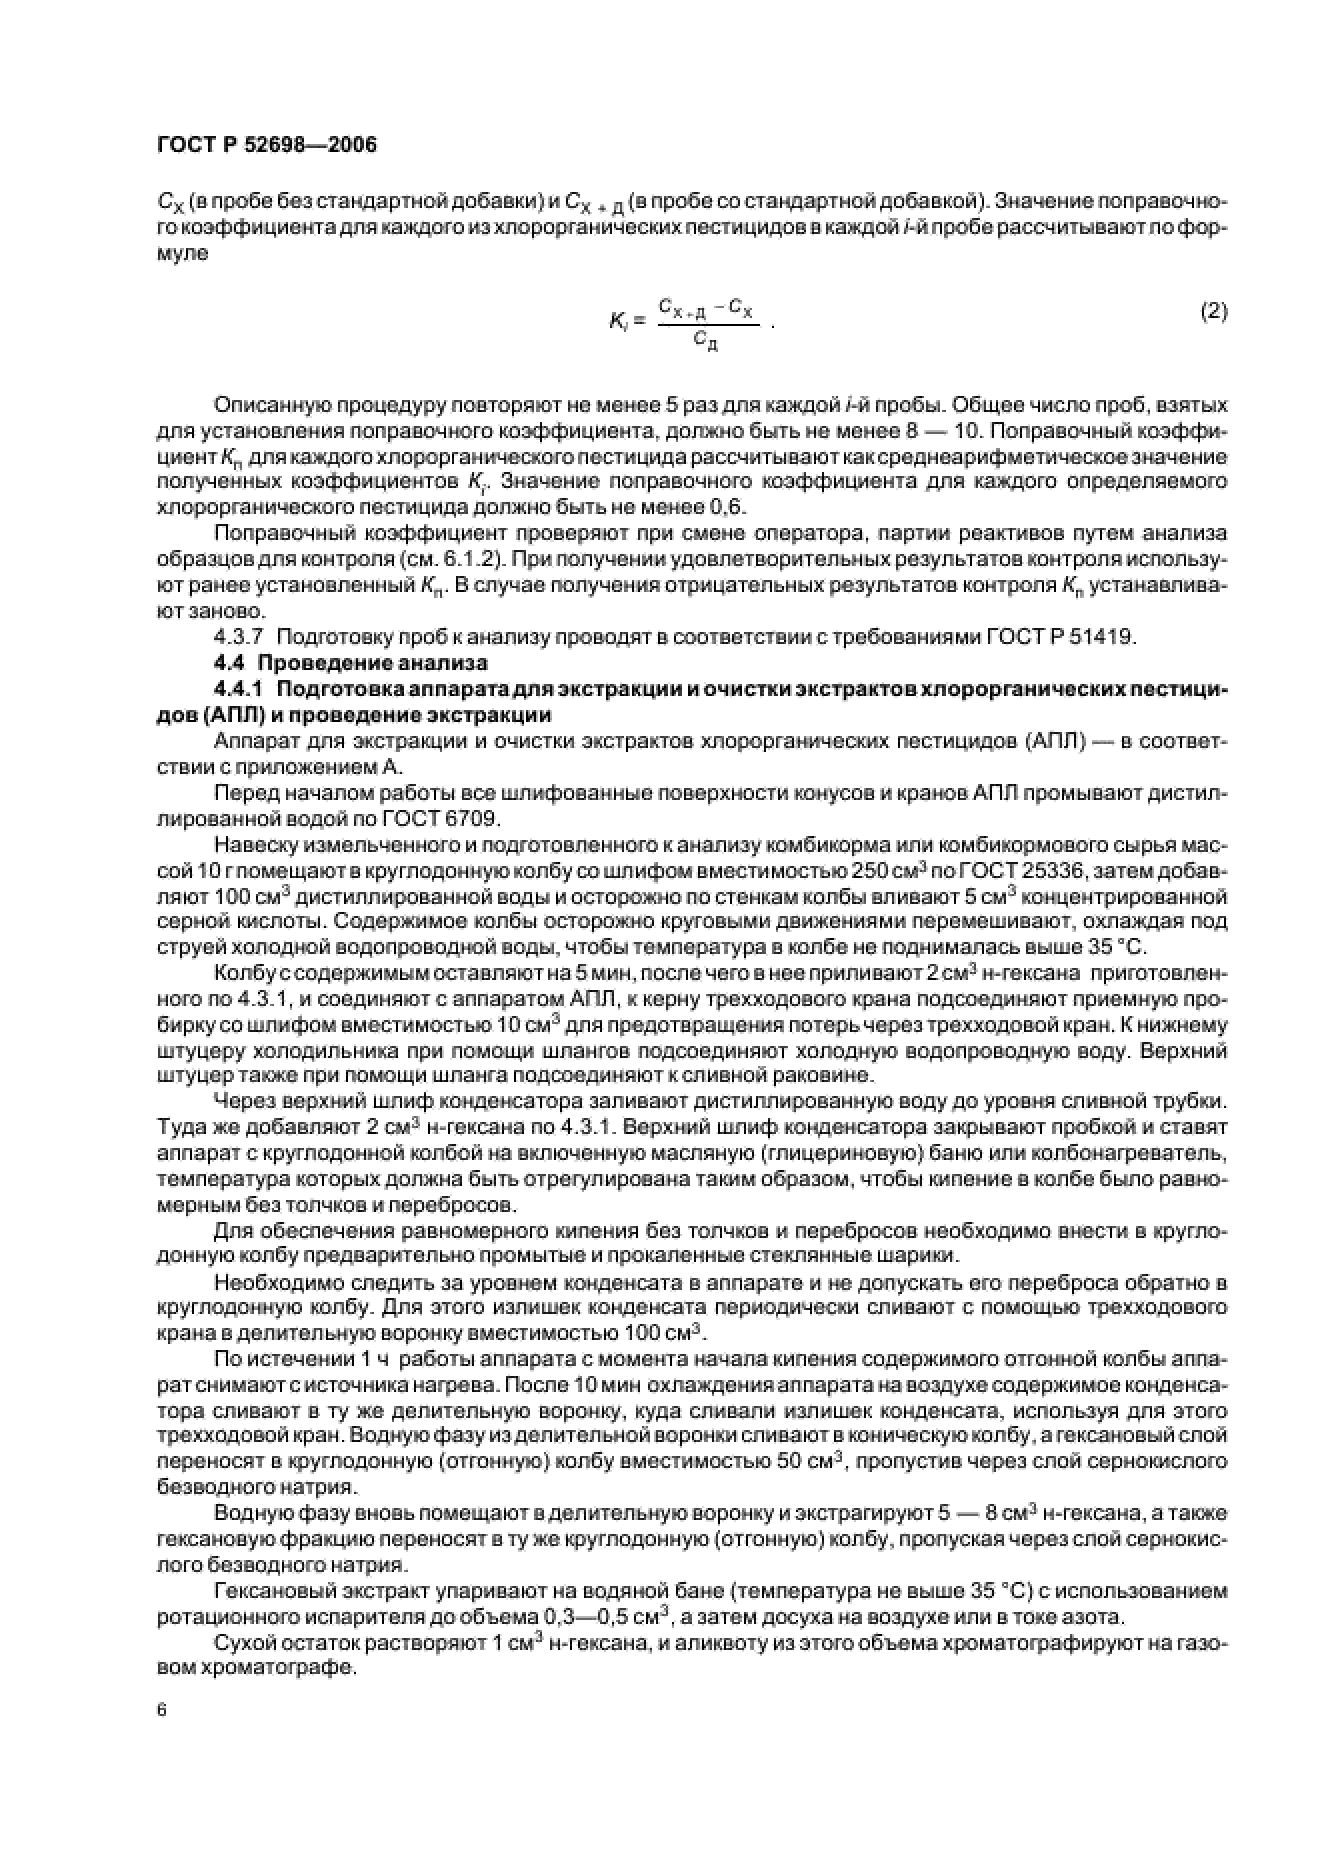 ГОСТ Р 52698—2006
C_X (в пробе без стандартной добавки) и C_X + Д (в пробе со стандартной добавкой). Значение поправочно-
го коэффициента для каждого из хлорорганических пестицидов в каждой i-й пробе рассчитывают по фор-
муле
K_i = (C_X+Д − C_X) / C_Д . (2)
Описанную процедуру повторяют не менее 5 раз для каждой i-й пробы. Общее число проб, взятых
для установления поправочного коэффициента, должно быть не менее 8 — 10. Поправочный коэффи-
циент K_п для каждого хлорорганического пестицида рассчитывают как среднеарифметическое значение
полученных коэффициентов K_i. Значение поправочного коэффициента для каждого определяемого
хлорорганического пестицида должно быть не менее 0,6.
Поправочный коэффициент проверяют при смене оператора, партии реактивов путем анализа
образцов для контроля (см. 6.1.2). При получении удовлетворительных результатов контроля использу-
ют ранее установленный K_п. В случае получения отрицательных результатов контроля K_п устанавлива-
ют заново.
4.3.7 Подготовку проб к анализу проводят в соответствии с требованиями ГОСТ Р 51419.
4.4 Проведение анализа
4.4.1 Подготовка аппарата для экстракции и очистки экстрактов хлорорганических пестици-
дов (АПЛ) и проведение экстракции
Аппарат для экстракции и очистки экстрактов хлорорганических пестицидов (АПЛ) — в соответ-
ствии с приложением А.
Перед началом работы все шлифованные поверхности конусов и кранов АПЛ промывают дистил-
лированной водой по ГОСТ 6709.
Навеску измельченного и подготовленного к анализу комбикорма или комбикормового сырья мас-
сой 10 г помещают в круглодонную колбу со шлифом вместимостью 250 см³ по ГОСТ 25336, затем добав-
ляют 100 см³ дистиллированной воды и осторожно по стенкам колбы вливают 5 см³ концентрированной
серной кислоты. Содержимое колбы осторожно круговыми движениями перемешивают, охлаждая под
струей холодной водопроводной воды, чтобы температура в колбе не поднималась выше 35 °С.
Колбу с содержимым оставляют на 5 мин, после чего в нее приливают 2 см³ н-гексана приготовлен-
ного по 4.3.1, и соединяют с аппаратом АПЛ, к керну трехходового крана подсоединяют приемную про-
бирку со шлифом вместимостью 10 см³ для предотвращения потерь через трехходовой кран. К нижнему
штуцеру холодильника при помощи шлангов подсоединяют холодную водопроводную воду. Верхний
штуцер также при помощи шланга подсоединяют к сливной раковине.
Через верхний шлиф конденсатора заливают дистиллированную воду до уровня сливной трубки.
Туда же добавляют 2 см³ н-гексана по 4.3.1. Верхний шлиф конденсатора закрывают пробкой и ставят
аппарат с круглодонной колбой на включенную масляную (глицериновую) баню или колбонагреватель,
температура которых должна быть отрегулирована таким образом, чтобы кипение в колбе было равно-
мерным без толчков и перебросов.
Для обеспечения равномерного кипения без толчков и перебросов необходимо внести в кругло-
донную колбу предварительно промытые и прокаленные стеклянные шарики.
Необходимо следить за уровнем конденсата в аппарате и не допускать его переброса обратно в
круглодонную колбу. Для этого излишек конденсата периодически сливают с помощью трехходового
крана в делительную воронку вместимостью 100 см³.
По истечении 1 ч работы аппарата с момента начала кипения содержимого отгонной колбы аппа-
рат снимают с источника нагрева. После 10 мин охлаждения аппарата на воздухе содержимое конденса-
тора сливают в ту же делительную воронку, куда сливали излишек конденсата, используя для этого
трехходовой кран. Водную фазу из делительной воронки сливают в коническую колбу, а гексановый слой
переносят в круглодонную (отгонную) колбу вместимостью 50 см³, пропустив через слой сернокислого
безводного натрия.
Водную фазу вновь помещают в делительную воронку и экстрагируют 5 — 8 см³ н-гексана, а также
гексановую фракцию переносят в ту же круглодонную (отгонную) колбу, пропуская через слой сернокис-
лого безводного натрия.
Гексановый экстракт упаривают на водяной бане (температура не выше 35 °С) с использованием
ротационного испарителя до объема 0,3—0,5 см³, а затем досуха на воздухе или в токе азота.
Сухой остаток растворяют 1 см³ н-гексана, и аликвоту из этого объема хроматографируют на газо-
вом хроматографе.
6